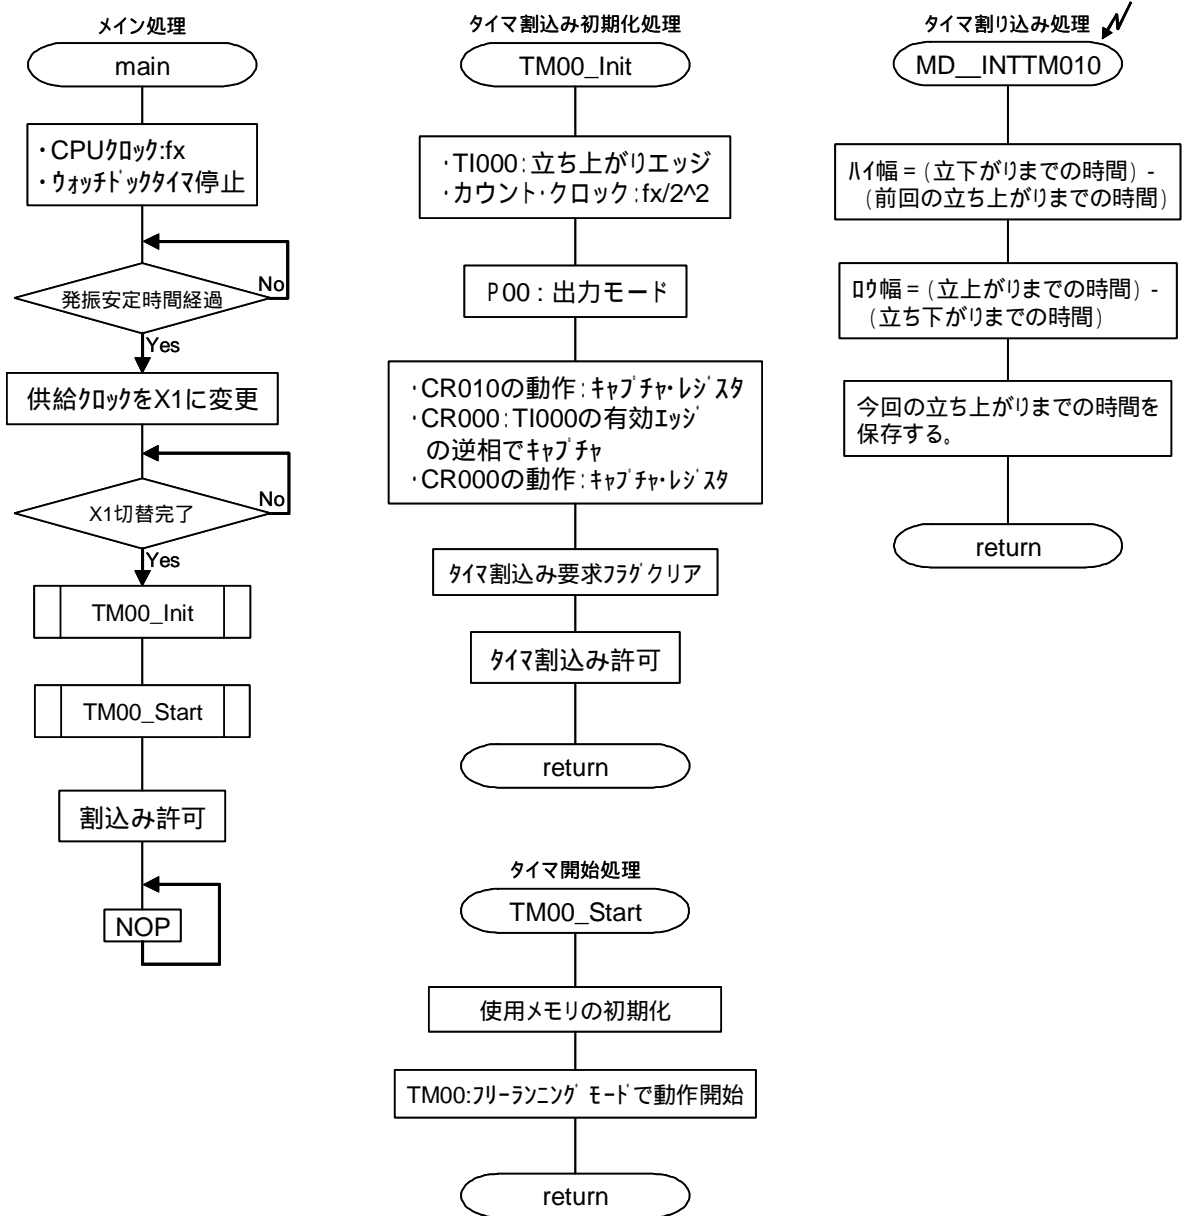 メイン処理
main
・CPUｸﾛｯｸ:fx
・ｳｫｯﾁﾄﾞｯｸﾀｲﾏ停止
No
発振安定時間経過
Yes
供給ｸﾛｯｸをX1に変更
No
X1切替完了
Yes
TM00_Init
TM00_Start
割込み許可
NOP
タイマ割込み初期化処理
TM00_Init
・TI000:立ち上がりエッジ
・カウント・クロック:fx/2^2
P00:出力モード
・CR010の動作:ｷｬﾌﾟﾁｬ・ﾚｼﾞｽﾀ
・CR000:TI000の有効ｴｯｼﾞ
の逆相でｷｬﾌﾟﾁｬ
・CR000の動作:ｷｬﾌﾟﾁｬ・ﾚｼﾞｽﾀ
ﾀｲﾏ割込み要求ﾌﾗｸﾞクリア
ﾀｲﾏ割込み許可
return
タイマ開始処理
TM00_Start
使用メモリの初期化
TM00:ﾌﾘｰﾗﾝﾆﾝｸﾞ ﾓｰﾄﾞで動作開始
return
タイマ割り込み処理
MD__INTTM010
ﾊｲ幅 = (立下がりまでの時間) -
(前回の立ち上がりまでの時間)
ﾛｳ幅 = (立上がりまでの時間) -
(立ち下がりまでの時間)
今回の立ち上がりまでの時間を
保存する。
return